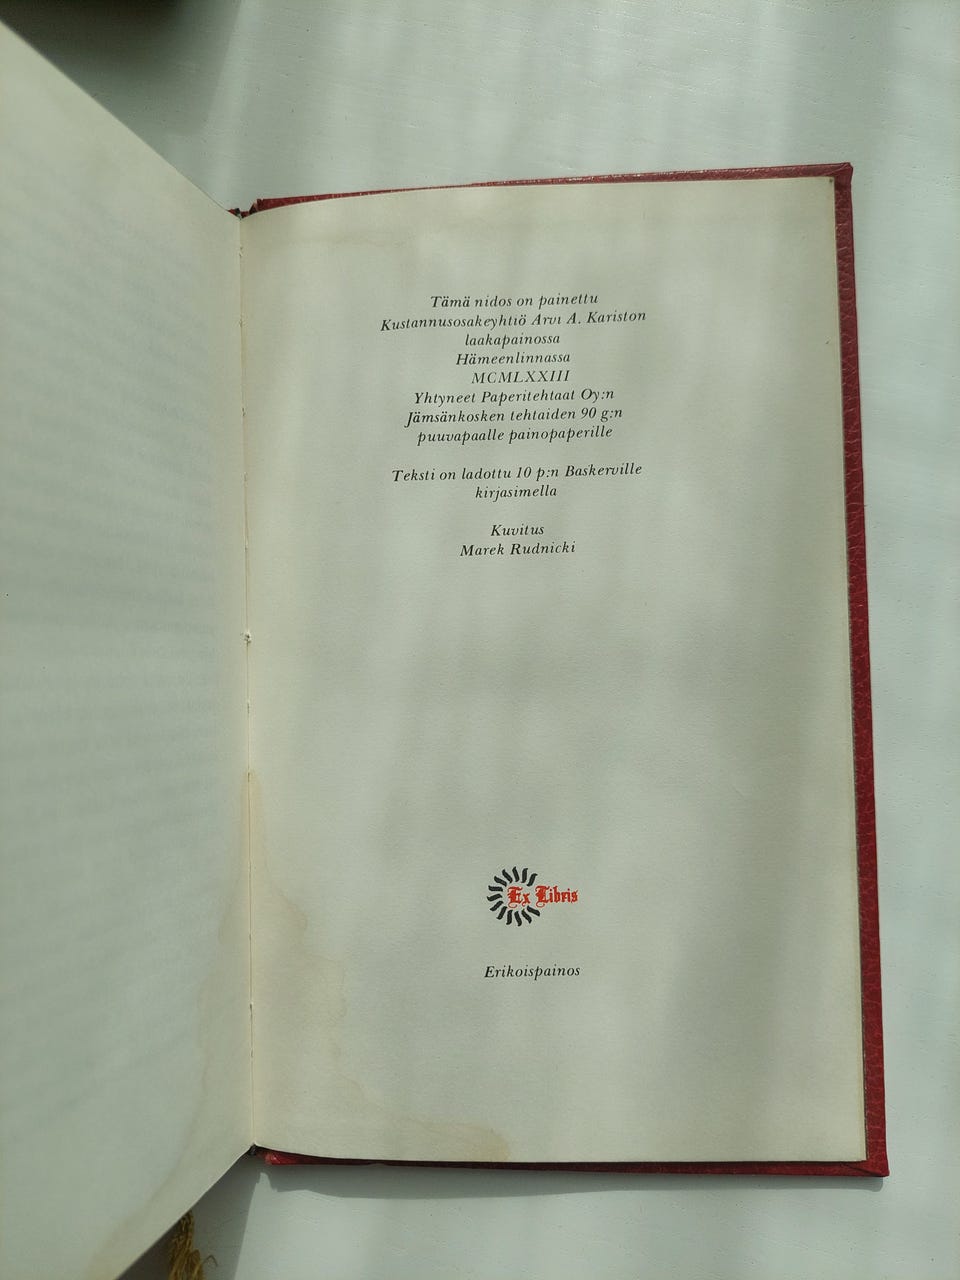 Tämä nidos on painettu
Kustannusosakeyhtiö Arvi A. Kariston
laakapainossa
Hämeenlinnassa
MCMLXXIII
Yhtyneet Paperitehtaat Oy:n
Jämsänkosken tehtaiden 90 g:n
puuvapaalle painopaperille
Teksti on ladottu 10 p:n Baskerville
kirjasimella
Kuvitus
Marek Rudnicki
Ex Libris
Erikoispainos